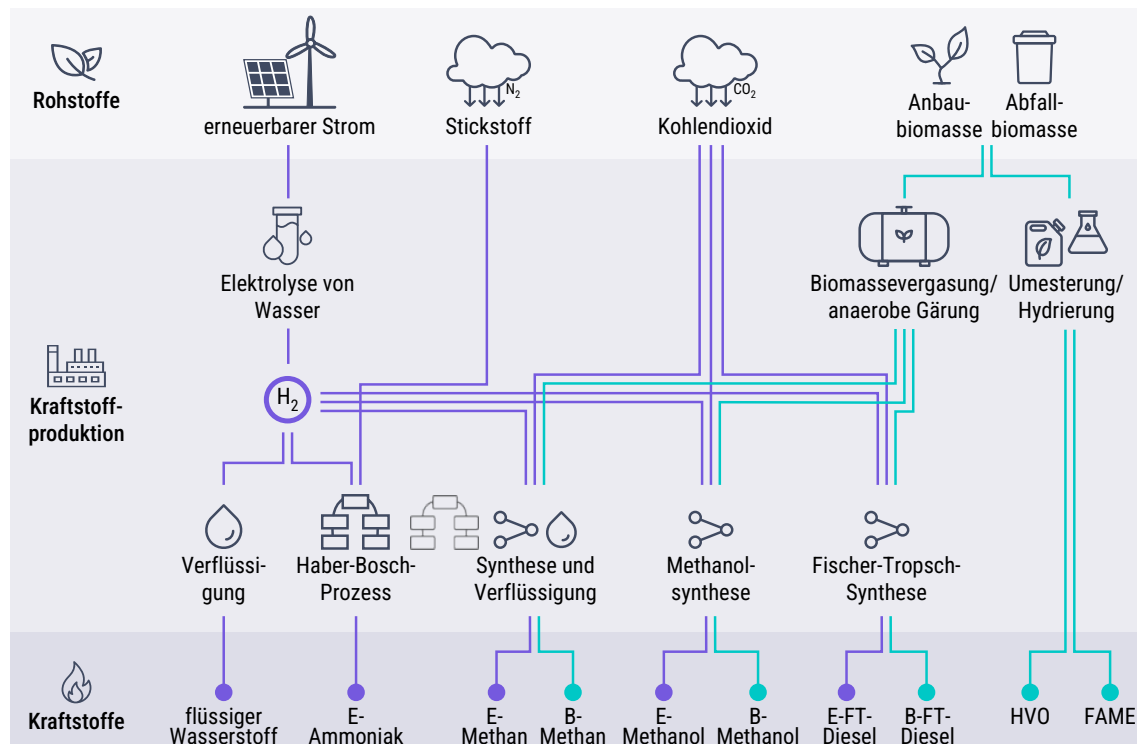 N2
CO2
Rohstoffe
erneuerbarer Strom
Stickstoff
Kohlendioxid
Anbau-
biomasse
Abfall-
biomasse
Elektrolyse von
Wasser
Biomassevergasung/
anaerobe Gärung
Umesterung/
Hydrierung
H2
Kraftstoff-
produktion
Verflüssi-
gung
Haber-Bosch-
Prozess
Synthese und
Verflüssigung
Methanol-
synthese
Fischer-Tropsch-
Synthese
Kraftstoffe
flüssiger
Wasserstoff
E-
Ammoniak
E-
Methan
B-
Methan
E-
Methanol
B-
Methanol
E-FT-
Diesel
B-FT-
Diesel
HVO
FAME